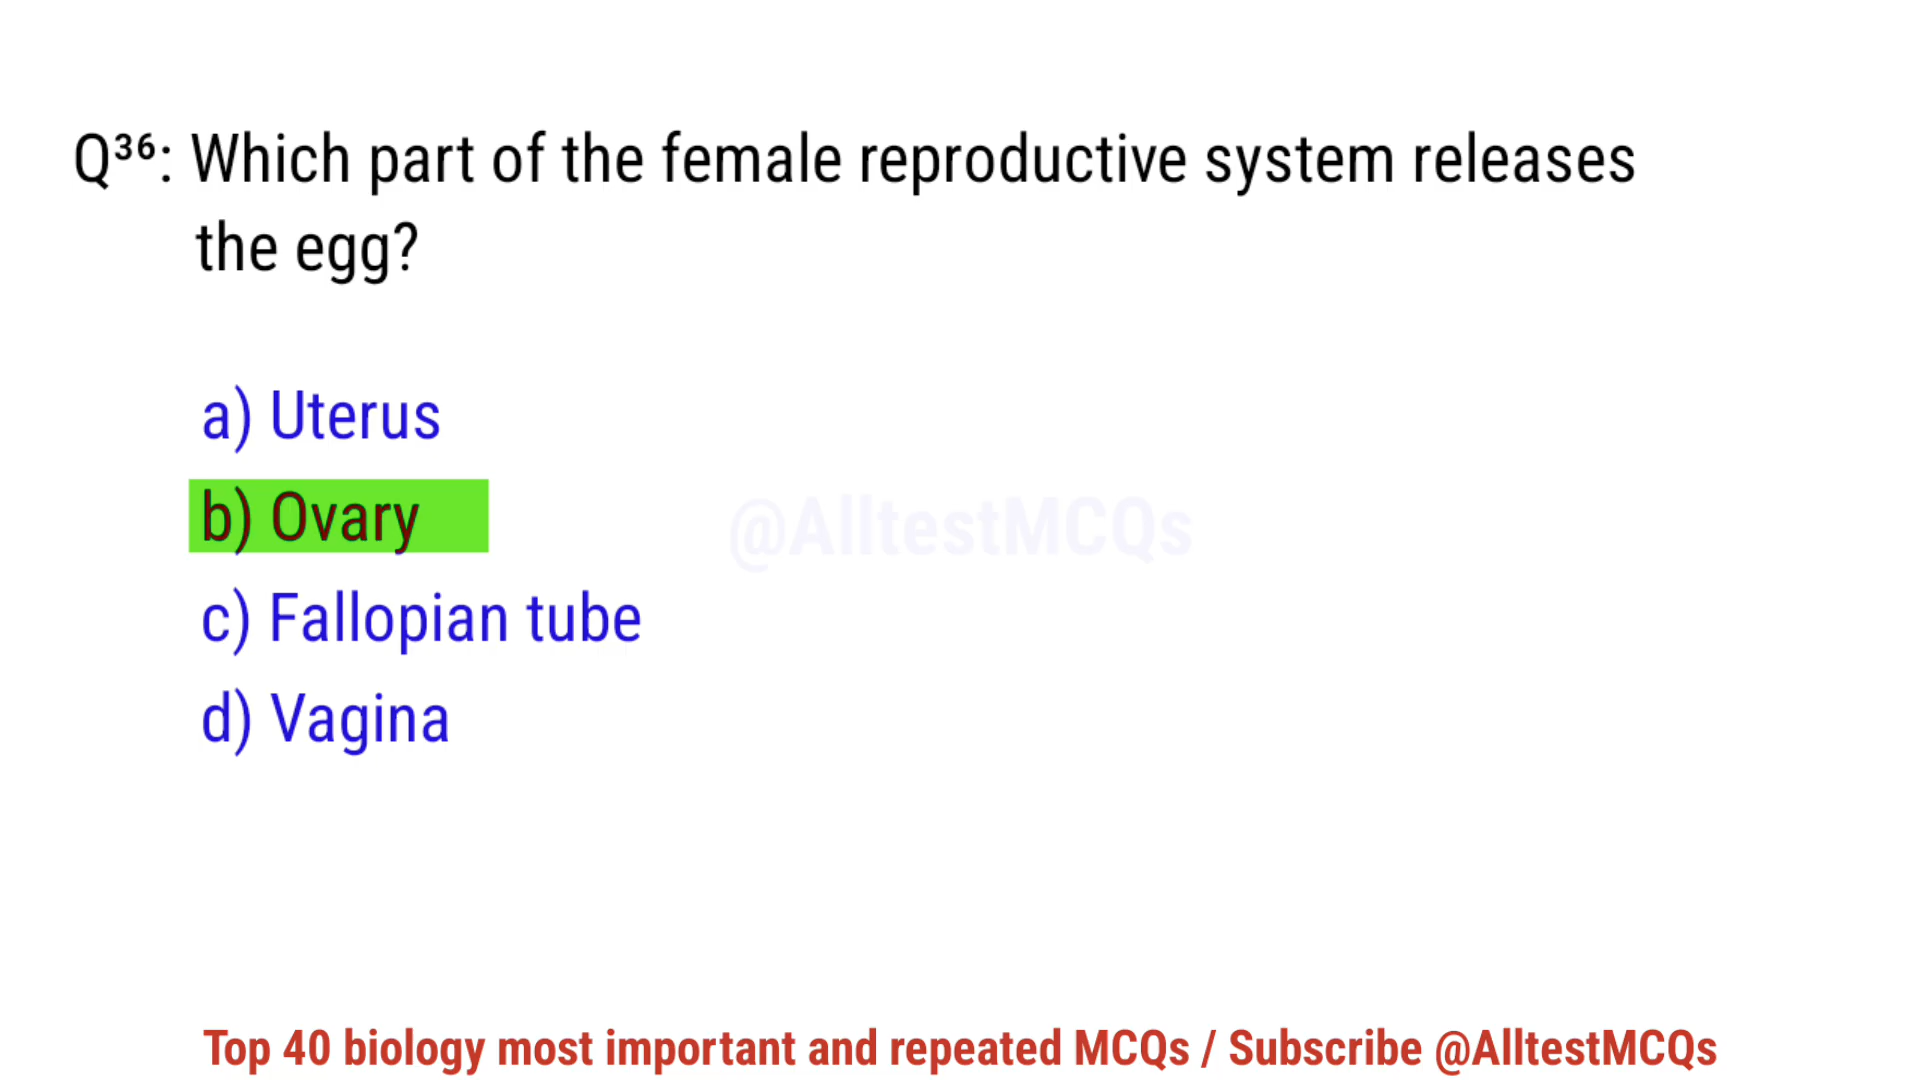 Q³⁶: Which part of the female reproductive system releases
the egg?
a) Uterus
b) Ovary
@AlltestMCQs
c) Fallopian tube
d) Vagina
Top 40 biology most important and repeated MCQs / Subscribe @AlltestMCQs